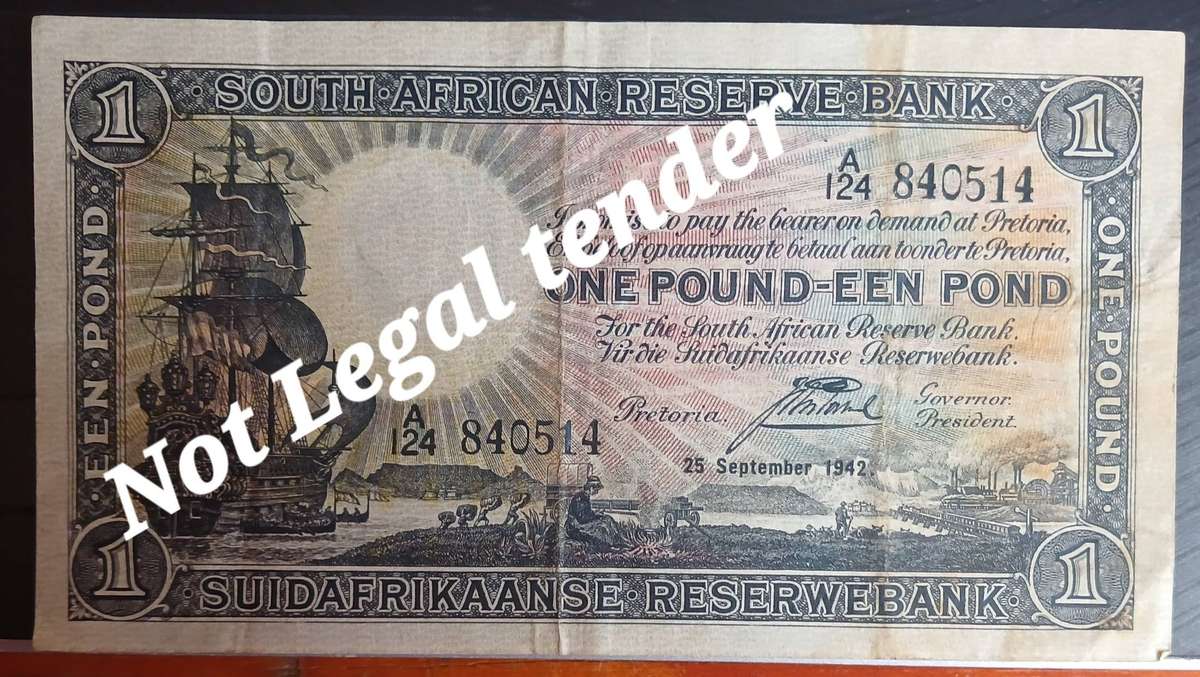 1 · SOUTH · AFRICAN · RESERVE · BANK · 1
A
124 840514
to pay the bearer on demand at Pretoria,
op aanvraag te betaal aan toonder te Pretoria,
ONE POUND-EEN POND
For the South African Reserve Bank.
Vir die Suidafrikaanse Reserwebank.
Pretoria.
Governor.
President.
A
124 840514
25 September 1942.
· EEN · POND ·
· ONE · POUND ·
Not Legal tender
1 · SUIDAFRIKAANSE · RESERWEBANK · 1